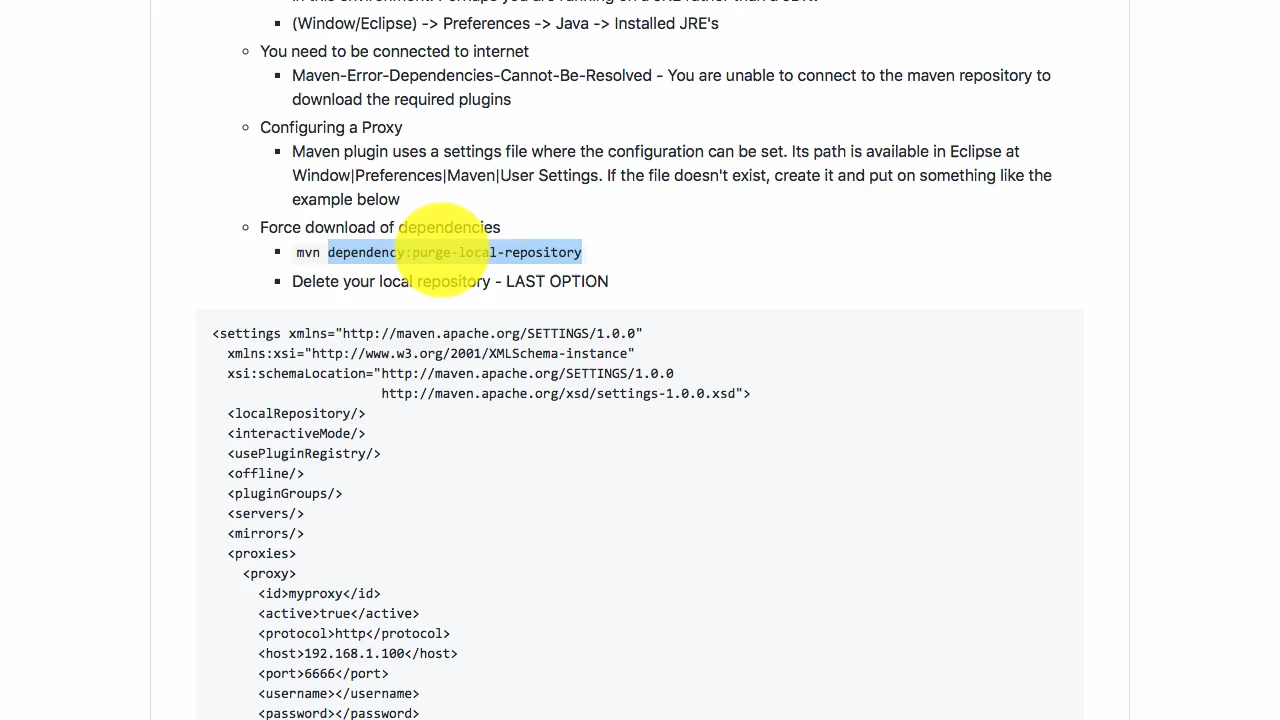 (Window/Eclipse) -> Preferences -> Java -> Installed JRE's
You need to be connected to internet
Maven-Error-Dependencies-Cannot-Be-Resolved - You are unable to connect to the maven repository to
download the required plugins
Configuring a Proxy
Maven plugin uses a settings file where the configuration can be set. Its path is available in Eclipse at
Window|Preferences|Maven|User Settings. If the file doesn't exist, create it and put on something like the
example below
Force download of dependencies
mvn dependency:purge-local-repository
Delete your local repository - LAST OPTION
<settings xmlns="http://maven.apache.org/SETTINGS/1.0.0"
xmlns:xsi="http://www.w3.org/2001/XMLSchema-instance"
xsi:schemaLocation="http://maven.apache.org/SETTINGS/1.0.0
http://maven.apache.org/xsd/settings-1.0.0.xsd">
<localRepository/>
<interactiveMode/>
<usePluginRegistry/>
<offline/>
<pluginGroups/>
<servers/>
<mirrors/>
<proxies>
<proxy>
<id>myproxy</id>
<active>true</active>
<protocol>http</protocol>
<host>192.168.1.100</host>
<port>6666</port>
<username></username>
<password></password>